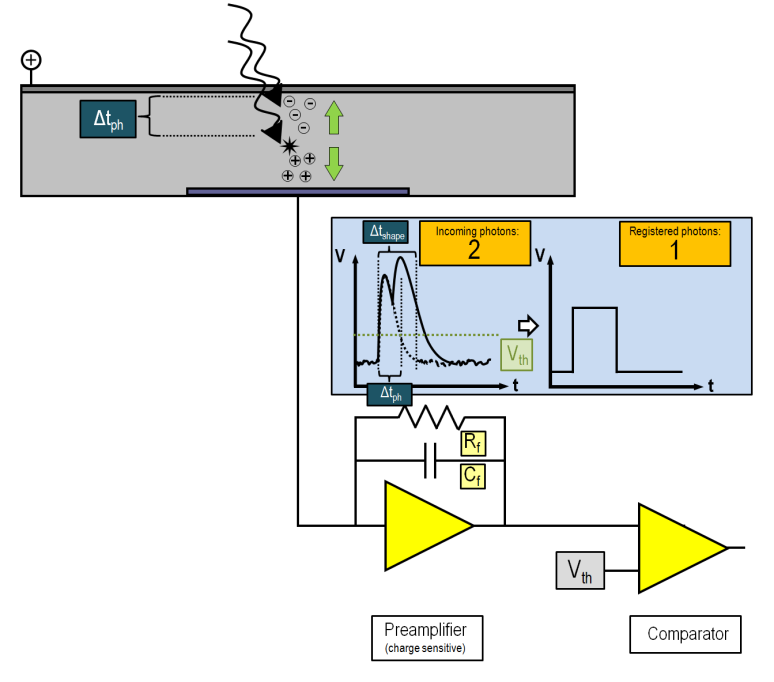 +
Δtph
Δtshape
Incoming photons:
2
Registered photons:
1
V
V
Vth
t
t
Δtph
Rf
Cf
Vth
Preamplifier
(charge sensitive)
Comparator